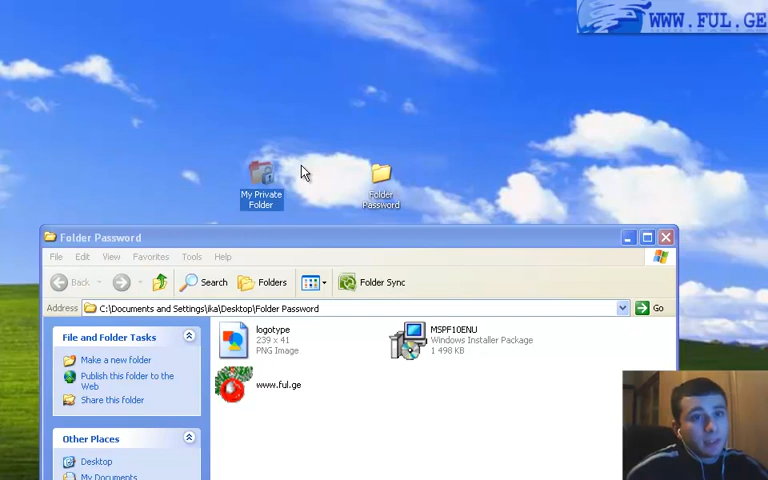 WWW.FUL.GE
My Private
Folder
Folder
Password
Folder Password
File Edit View Favorites Tools Help
Back Search Folders Folder Sync
Address C:\Documents and Settings\ika\Desktop\Folder Password Go
File and Folder Tasks
Make a new folder
Publish this folder to the
Web
Share this folder
Other Places
Desktop
My Documents
logotype
239 x 41
PNG Image
MSPF10ENU
Windows Installer Package
1 498 KB
www.ful.ge